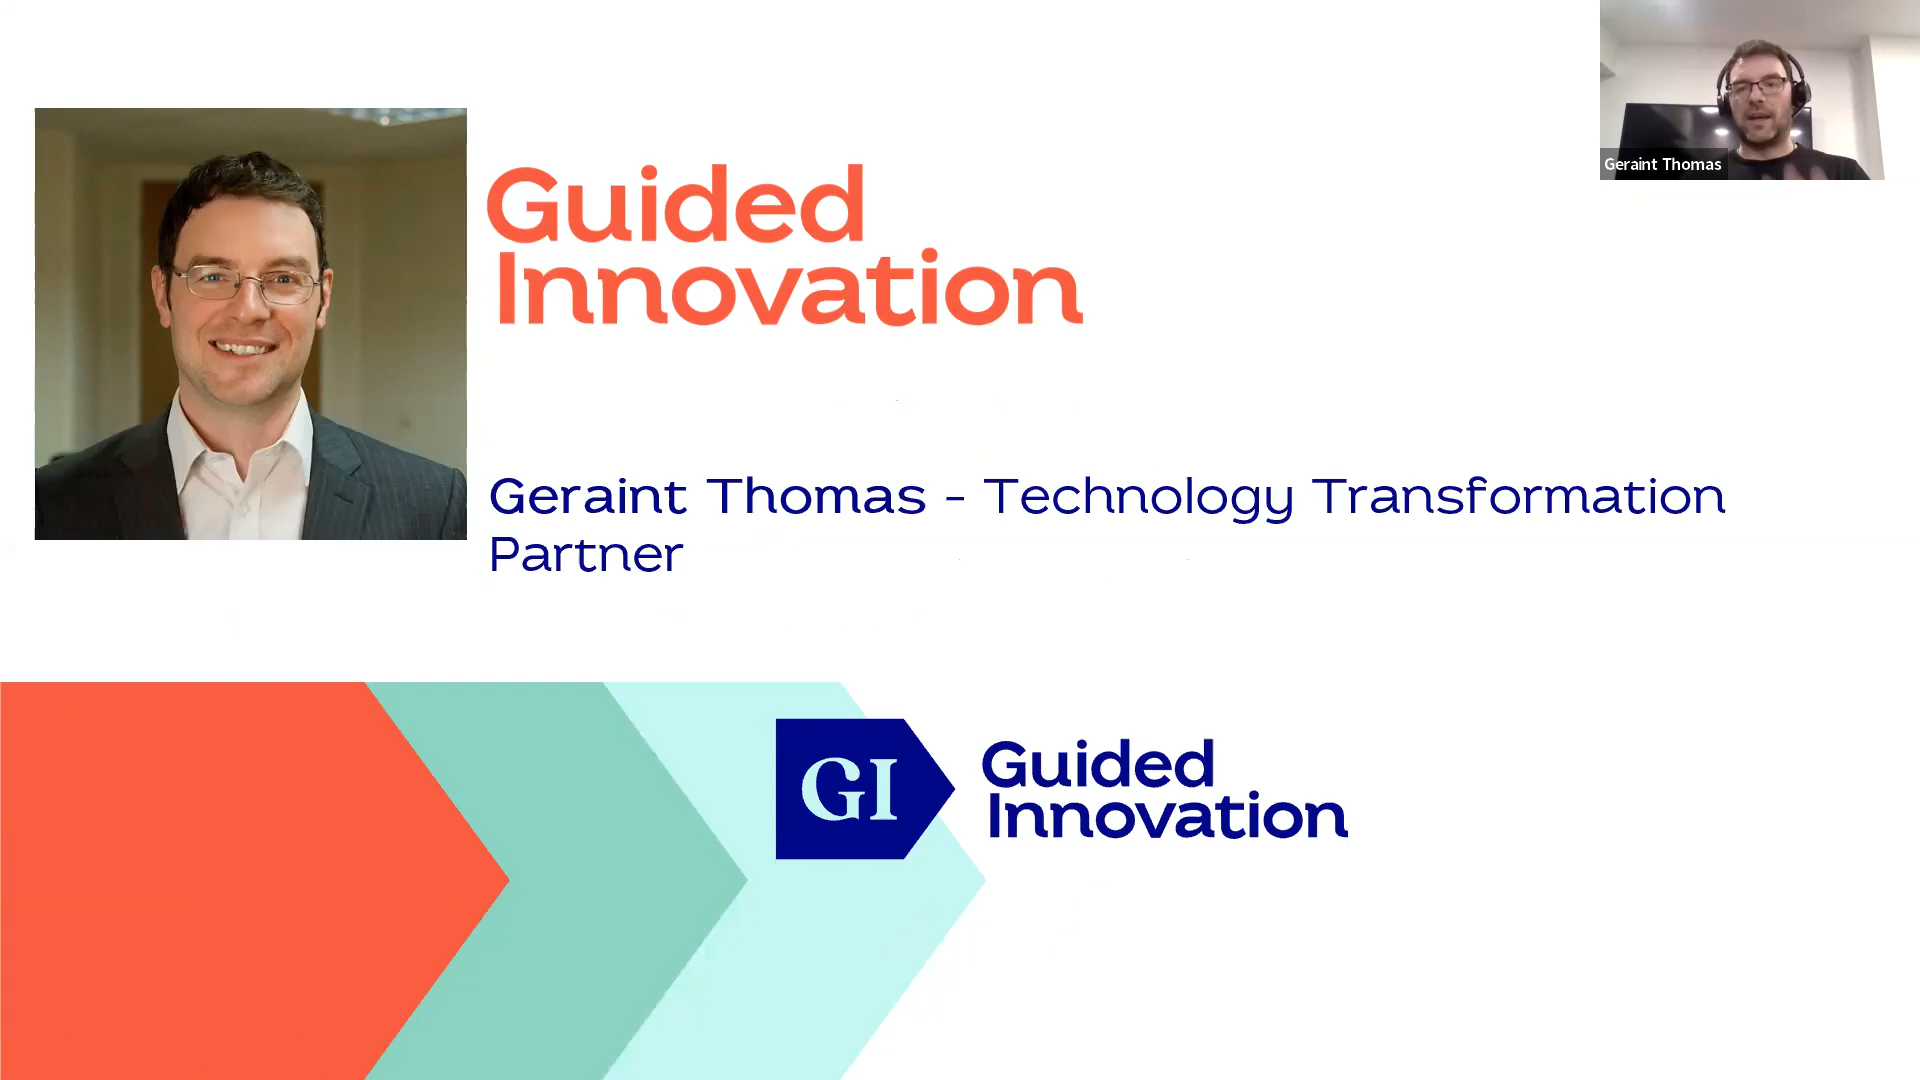 Geraint Thomas
Guided
Innovation
Geraint Thomas - Technology Transformation
Partner
GI
Guided
Innovation